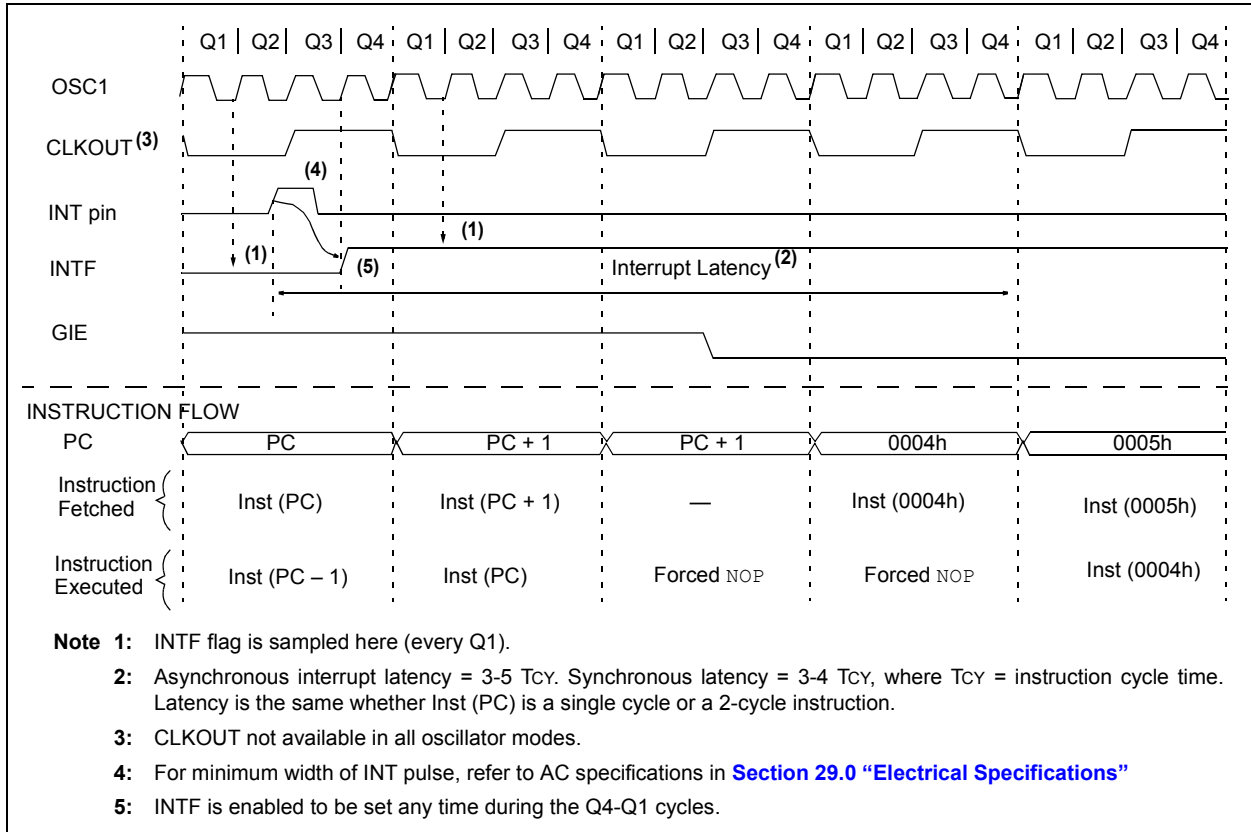 Q1 Q2 Q3 Q4 Q1 Q2 Q3 Q4 Q1 Q2 Q3 Q4 Q1 Q2 Q3 Q4 Q1 Q2 Q3 Q4
OSC1
CLKOUT (3)
(4)
INT pin
(1) (1)
INTF (5) Interrupt Latency (2)
GIE
INSTRUCTION FLOW
PC PC PC + 1 PC + 1 0004h 0005h
Instruction Fetched Inst (PC) Inst (PC + 1) — Inst (0004h) Inst (0005h)
Instruction Executed Inst (PC – 1) Inst (PC) Forced NOP Forced NOP Inst (0004h)
Note 1: INTF flag is sampled here (every Q1).
2: Asynchronous interrupt latency = 3-5 TCY. Synchronous latency = 3-4 TCY, where TCY = instruction cycle time.
Latency is the same whether Inst (PC) is a single cycle or a 2-cycle instruction.
3: CLKOUT not available in all oscillator modes.
4: For minimum width of INT pulse, refer to AC specifications in Section 29.0 “Electrical Specifications”
5: INTF is enabled to be set any time during the Q4-Q1 cycles.